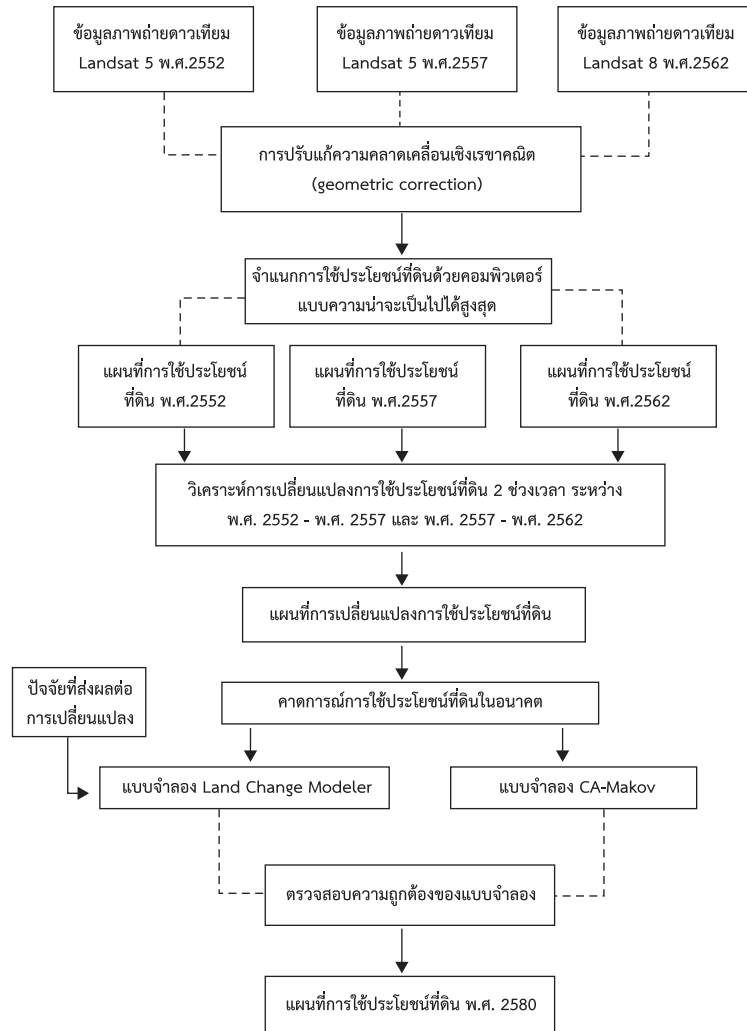 ข้อมูลภาพถ่ายดาวเทียม
Landsat 5 พ.ศ.2552
ข้อมูลภาพถ่ายดาวเทียม
Landsat 5 พ.ศ.2557
ข้อมูลภาพถ่ายดาวเทียม
Landsat 8 พ.ศ.2562
การปรับแก้ความคลาดเคลื่อนเชิงเรขาคณิต
(geometric correction)
จำแนกการใช้ประโยชน์ที่ดินด้วยคอมพิวเตอร์
แบบความน่าจะเป็นไปได้สูงสุด
แผนที่การใช้ประโยชน์
ที่ดิน พ.ศ.2552
แผนที่การใช้ประโยชน์
ที่ดิน พ.ศ.2557
แผนที่การใช้ประโยชน์
ที่ดิน พ.ศ.2562
วิเคราะห์การเปลี่ยนแปลงการใช้ประโยชน์ที่ดิน 2 ช่วงเวลา ระหว่าง
พ.ศ. 2552 - พ.ศ. 2557 และ พ.ศ. 2557 - พ.ศ. 2562
แผนที่การเปลี่ยนแปลงการใช้ประโยชน์ที่ดิน
ปัจจัยที่ส่งผลต่อ
การเปลี่ยนแปลง
คาดการณ์การใช้ประโยชน์ที่ดินในอนาคต
แบบจำลอง Land Change Modeler
แบบจำลอง CA-Makov
ตรวจสอบความถูกต้องของแบบจำลอง
แผนที่การใช้ประโยชน์ที่ดิน พ.ศ. 2580